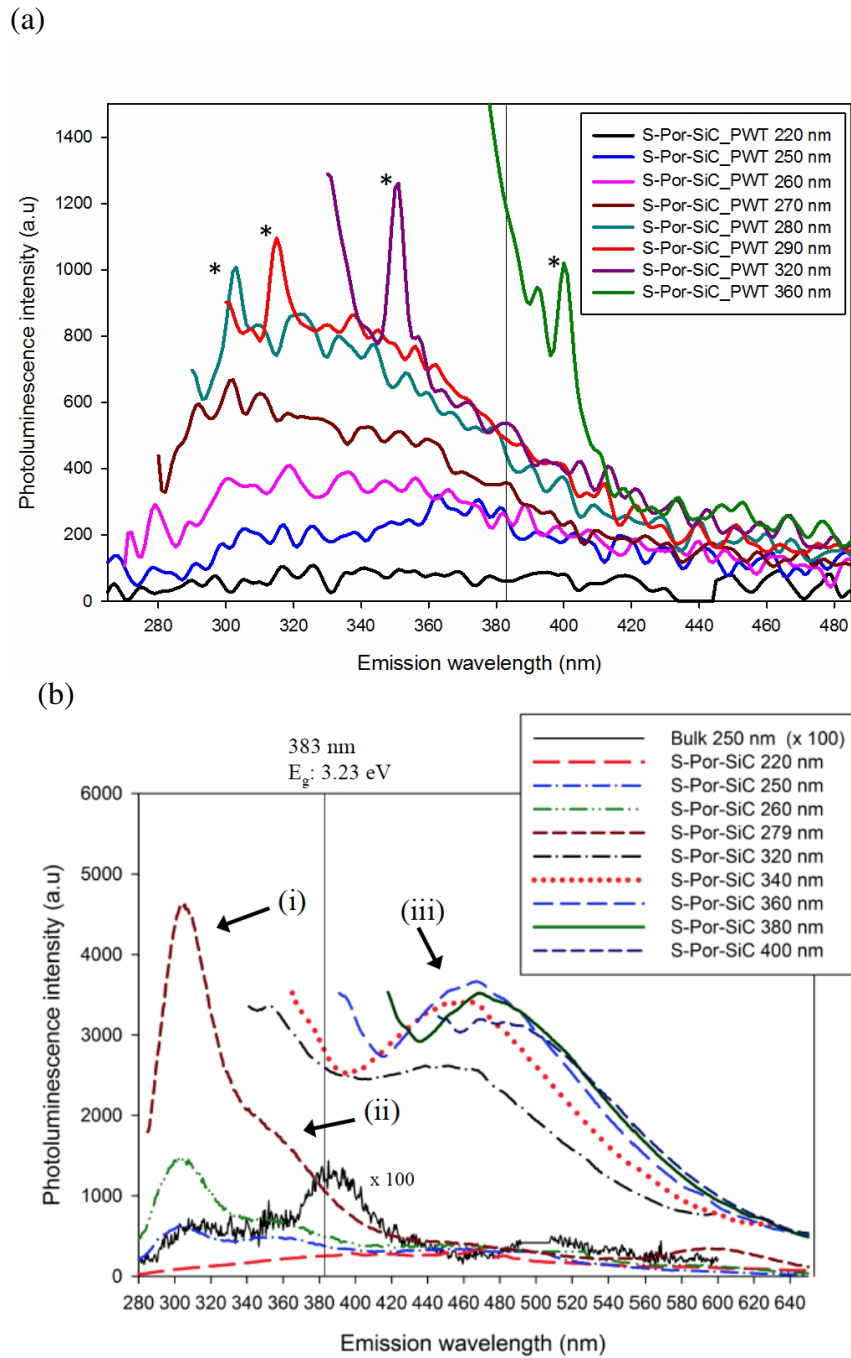 (a)
1400
1200
1000
800
600
400
200
0
280 300 320 340 360 380 400 420 440 460 480
Photoluminescence intensity (a.u)
Emission wavelength (nm)
S-Por-SiC_PWT 220 nm
S-Por-SiC_PWT 250 nm
S-Por-SiC_PWT 260 nm
S-Por-SiC_PWT 270 nm
S-Por-SiC_PWT 280 nm
S-Por-SiC_PWT 290 nm
S-Por-SiC_PWT 320 nm
S-Por-SiC_PWT 360 nm
*
*
*
*
(b)
383 nm
Eg: 3.23 eV
Bulk 250 nm (x 100)
S-Por-SiC 220 nm
S-Por-SiC 250 nm
S-Por-SiC 260 nm
S-Por-SiC 279 nm
S-Por-SiC 320 nm
S-Por-SiC 340 nm
S-Por-SiC 360 nm
S-Por-SiC 380 nm
S-Por-SiC 400 nm
6000
5000
4000
3000
2000
1000
0
(i)
(iii)
(ii)
x 100
280 300 320 340 360 380 400 420 440 460 480 500 520 540 560 580 600 620 640
Photoluminescence intensity (a.u)
Emission wavelength (nm)